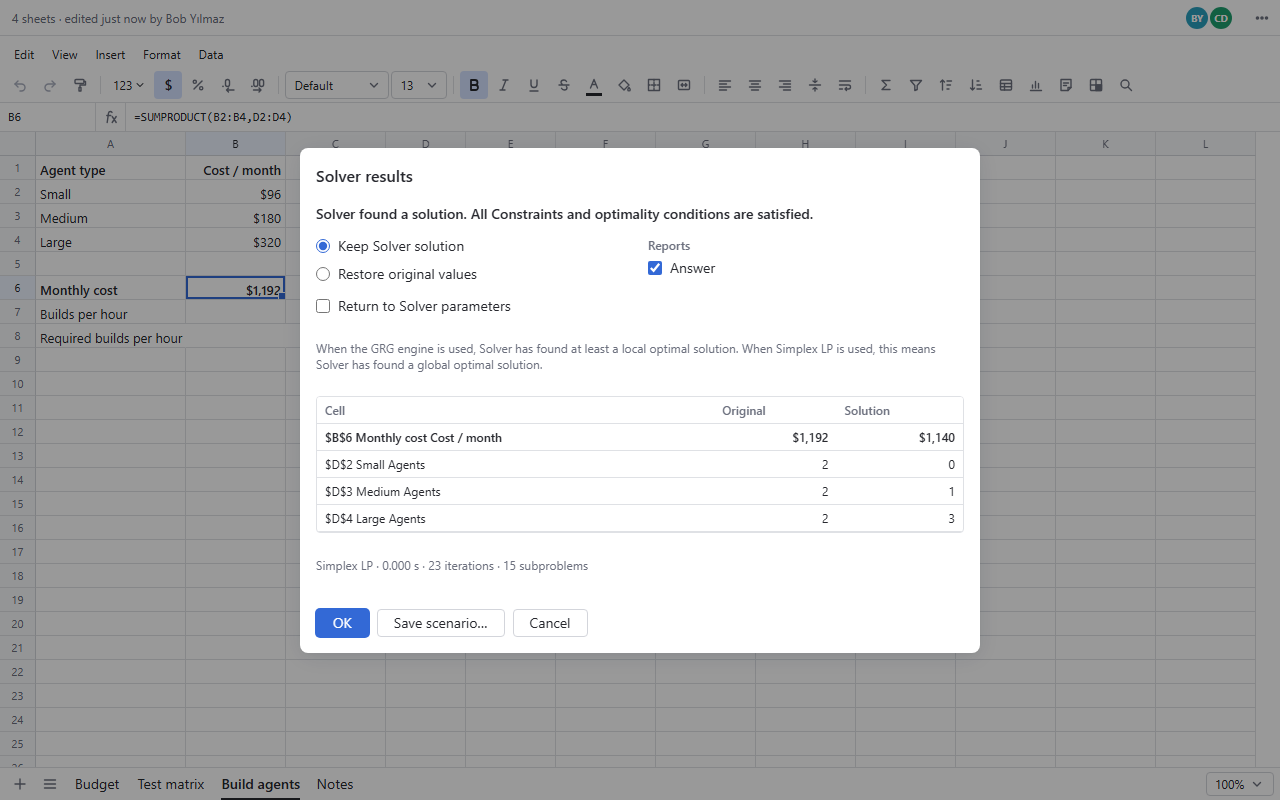 4 sheets · edited just now by Bob Yılmaz
BY CD
Edit View Insert Format Data
123 $ % Default 13 B I U S A
B6 fx =SUMPRODUCT(B2:B4,D2:D4)
A B C D E F G H I J K L
1 Agent type Cost / month
2 Small $96
3 Medium $180
4 Large $320
5
6 Monthly cost $1,192
7 Builds per hour
8 Required builds per hour
9
10
11
12
13
14
15
16
17
18
19
20
21
22
23
24
25
26
Solver results
Solver found a solution. All Constraints and optimality conditions are satisfied.
Keep Solver solution
Restore original values
Return to Solver parameters
Reports
Answer
When the GRG engine is used, Solver has found at least a local optimal solution. When Simplex LP is used, this means
Solver has found a global optimal solution.
Cell Original Solution
$B$6 Monthly cost Cost / month $1,192 $1,140
$D$2 Small Agents 2 0
$D$3 Medium Agents 2 1
$D$4 Large Agents 2 3
Simplex LP · 0.000 s · 23 iterations · 15 subproblems
OK Save scenario... Cancel
Budget Test matrix Build agents Notes
100%